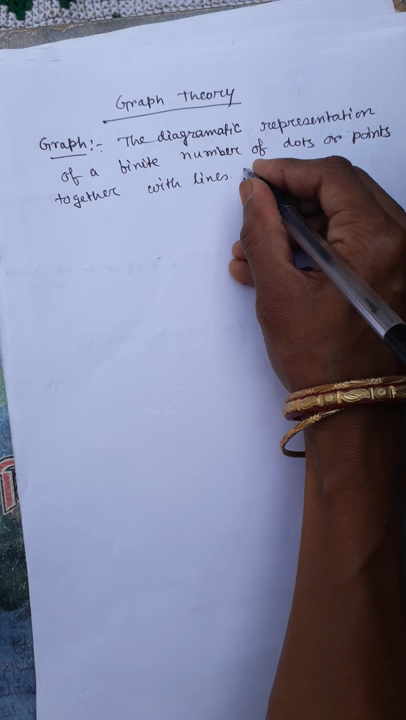 Graph Theory
Graph:- The diagramatic representation
of a finite number of dots or points
together with lines